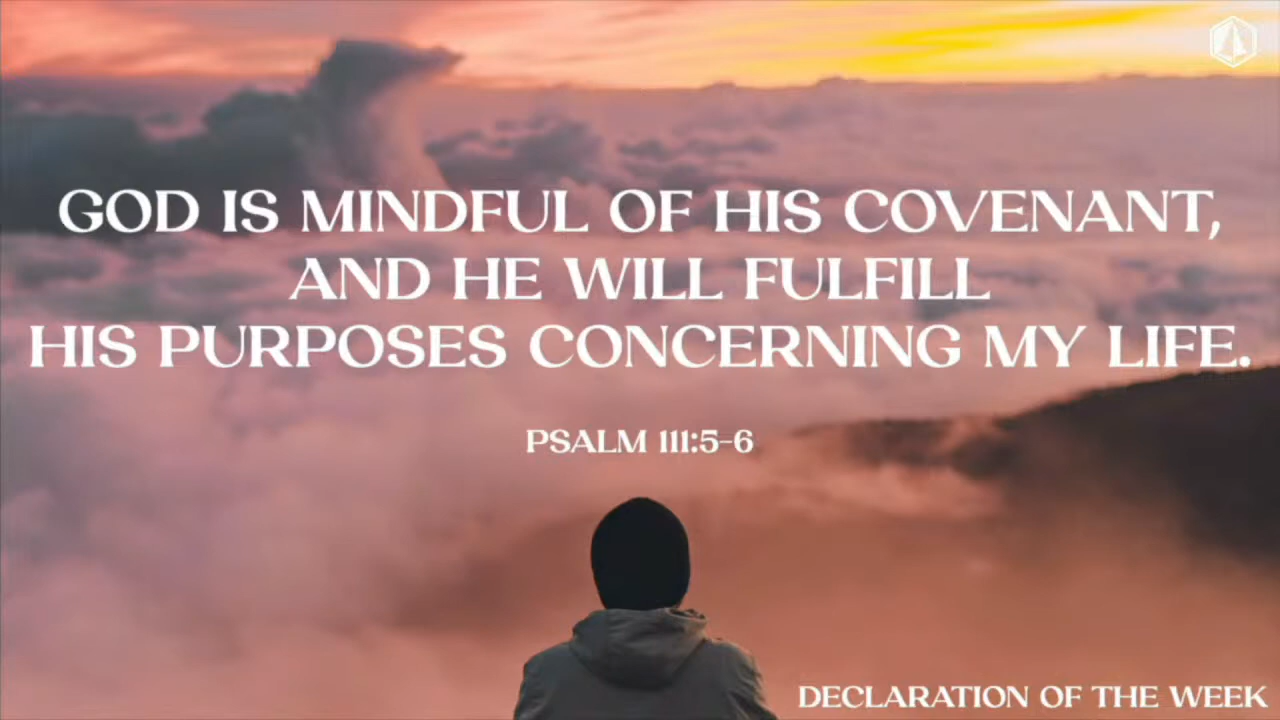 GOD IS MINDFUL OF HIS COVENANT,
AND HE WILL FULFILL
HIS PURPOSES CONCERNING MY LIFE.
PSALM 111:5-6
DECLARATION OF THE WEEK